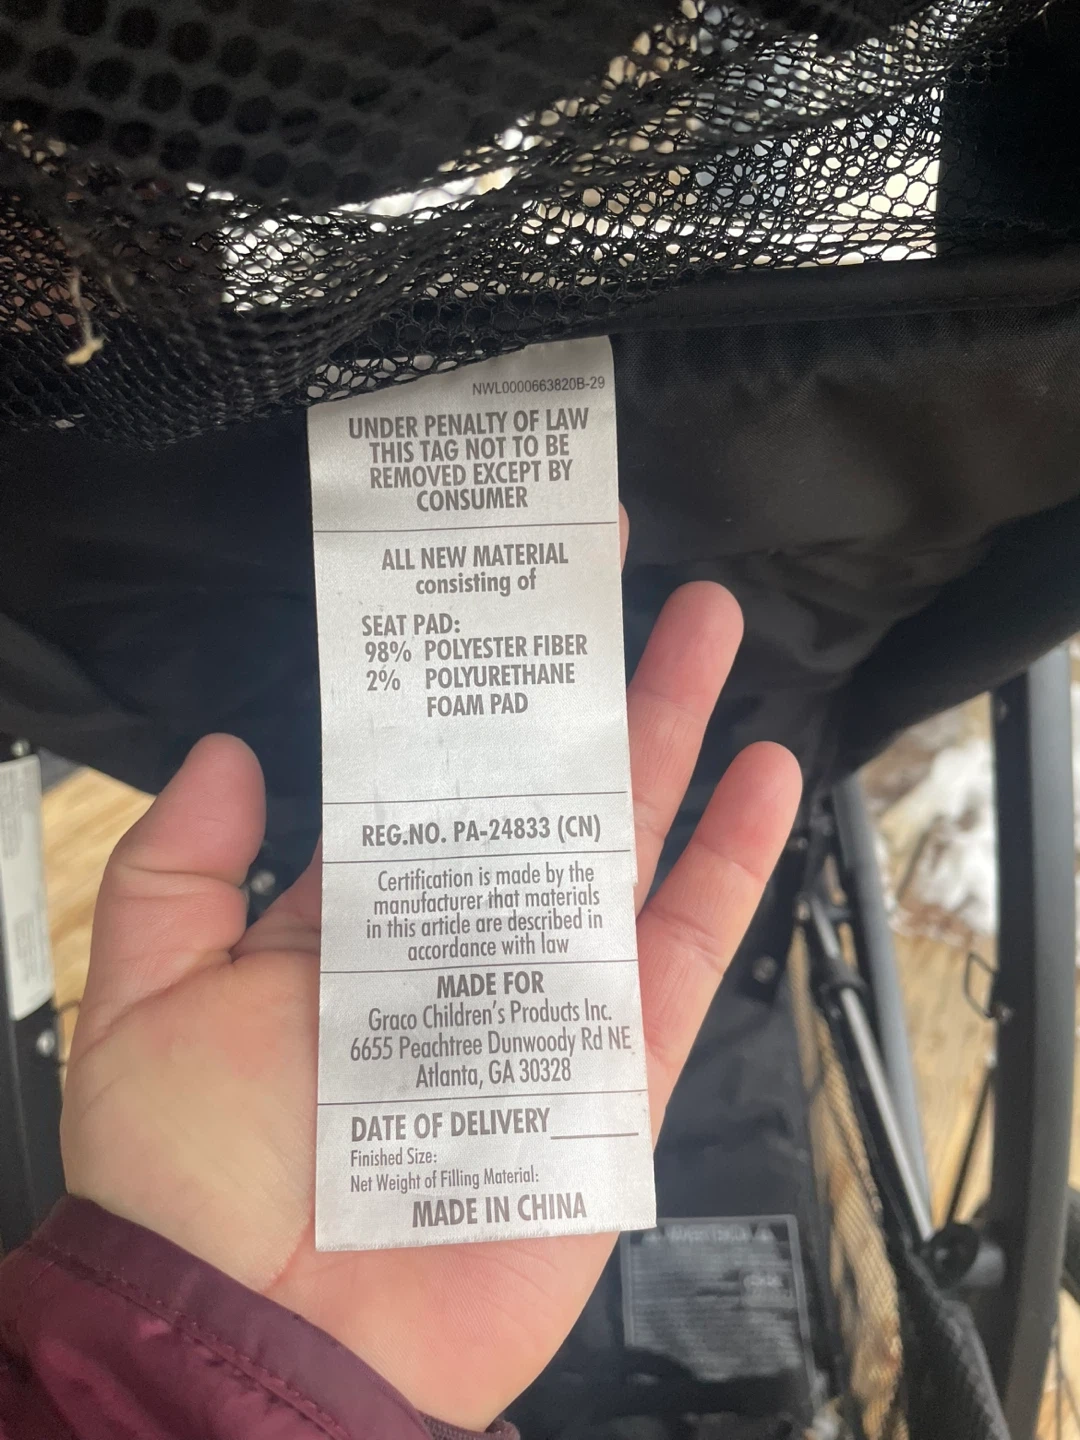 NWL0000663820B-29
UNDER PENALTY OF LAW
THIS TAG NOT TO BE
REMOVED EXCEPT BY
CONSUMER
ALL NEW MATERIAL
consisting of
SEAT PAD:
98% POLYESTER FIBER
2% POLYURETHANE
FOAM PAD
REG.NO. PA-24833 (CN)
Certification is made by the
manufacturer that materials
in this article are described in
accordance with law
MADE FOR
Graco Children's Products Inc.
6655 Peachtree Dunwoody Rd NE
Atlanta, GA 30328
DATE OF DELIVERY______
Finished Size:
Net Weight of Filling Material:
MADE IN CHINA